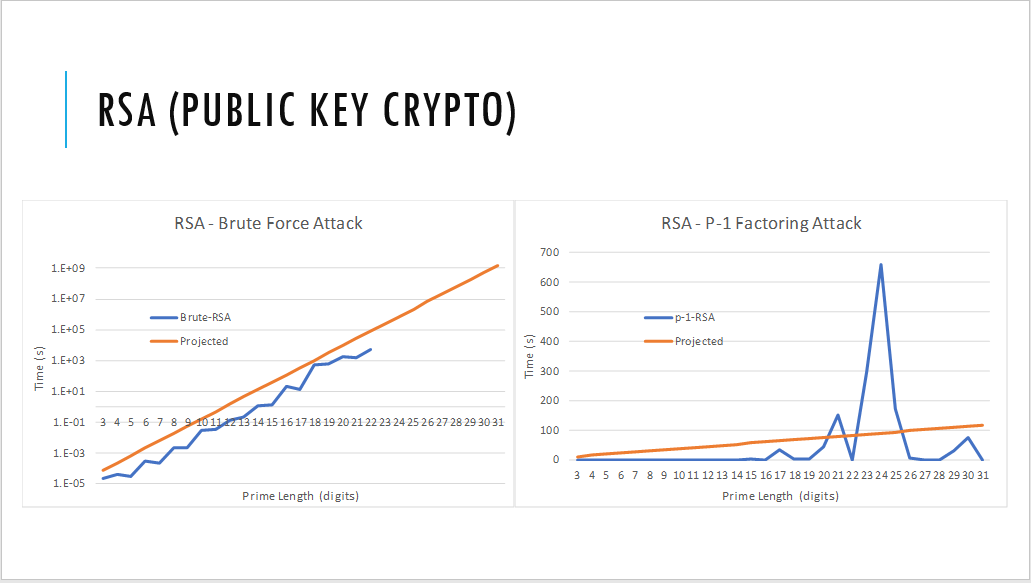 RSA (PUBLIC KEY CRYPTO)
RSA - Brute Force Attack
1.E+09
1.E+07
1.E+05
1.E+03
1.E+01
1.E-01
1.E-03
1.E-05
Time (s)
Brute-RSA
Projected
3 4 5 6 7 8 9 10 11 12 13 14 15 16 17 18 19 20 21 22 23 24 25 26 27 28 29 30 31
Prime Length (digits)
RSA - P-1 Factoring Attack
700
600
500
400
300
200
100
0
Time (s)
p-1-RSA
Projected
3 4 5 6 7 8 9 10 11 12 13 14 15 16 17 18 19 20 21 22 23 24 25 26 27 28 29 30 31
Prime Length (digits)